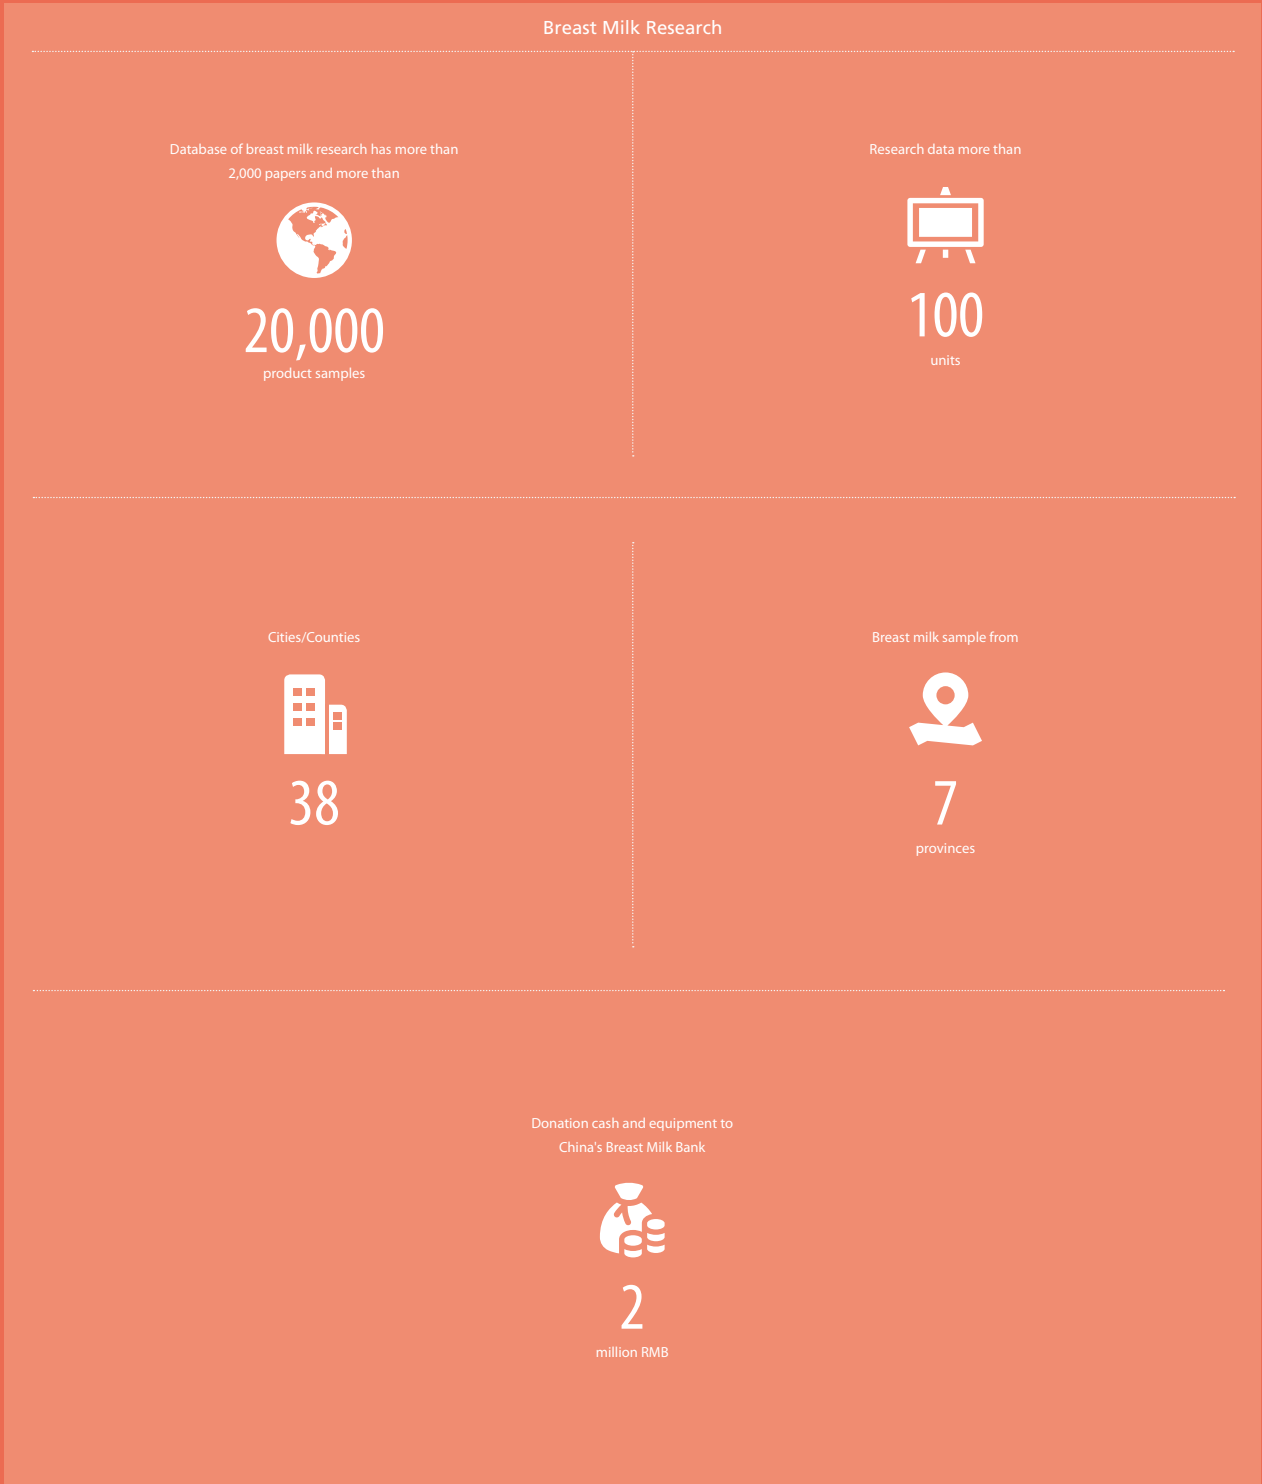 Breast Milk Research
Database of breast milk research has more than
2,000 papers and more than
20,000
product samples
Research data more than
100
units
Cities/Counties
38
Breast milk sample from
7
provinces
Donation cash and equipment to
China's Breast Milk Bank
2
million RMB